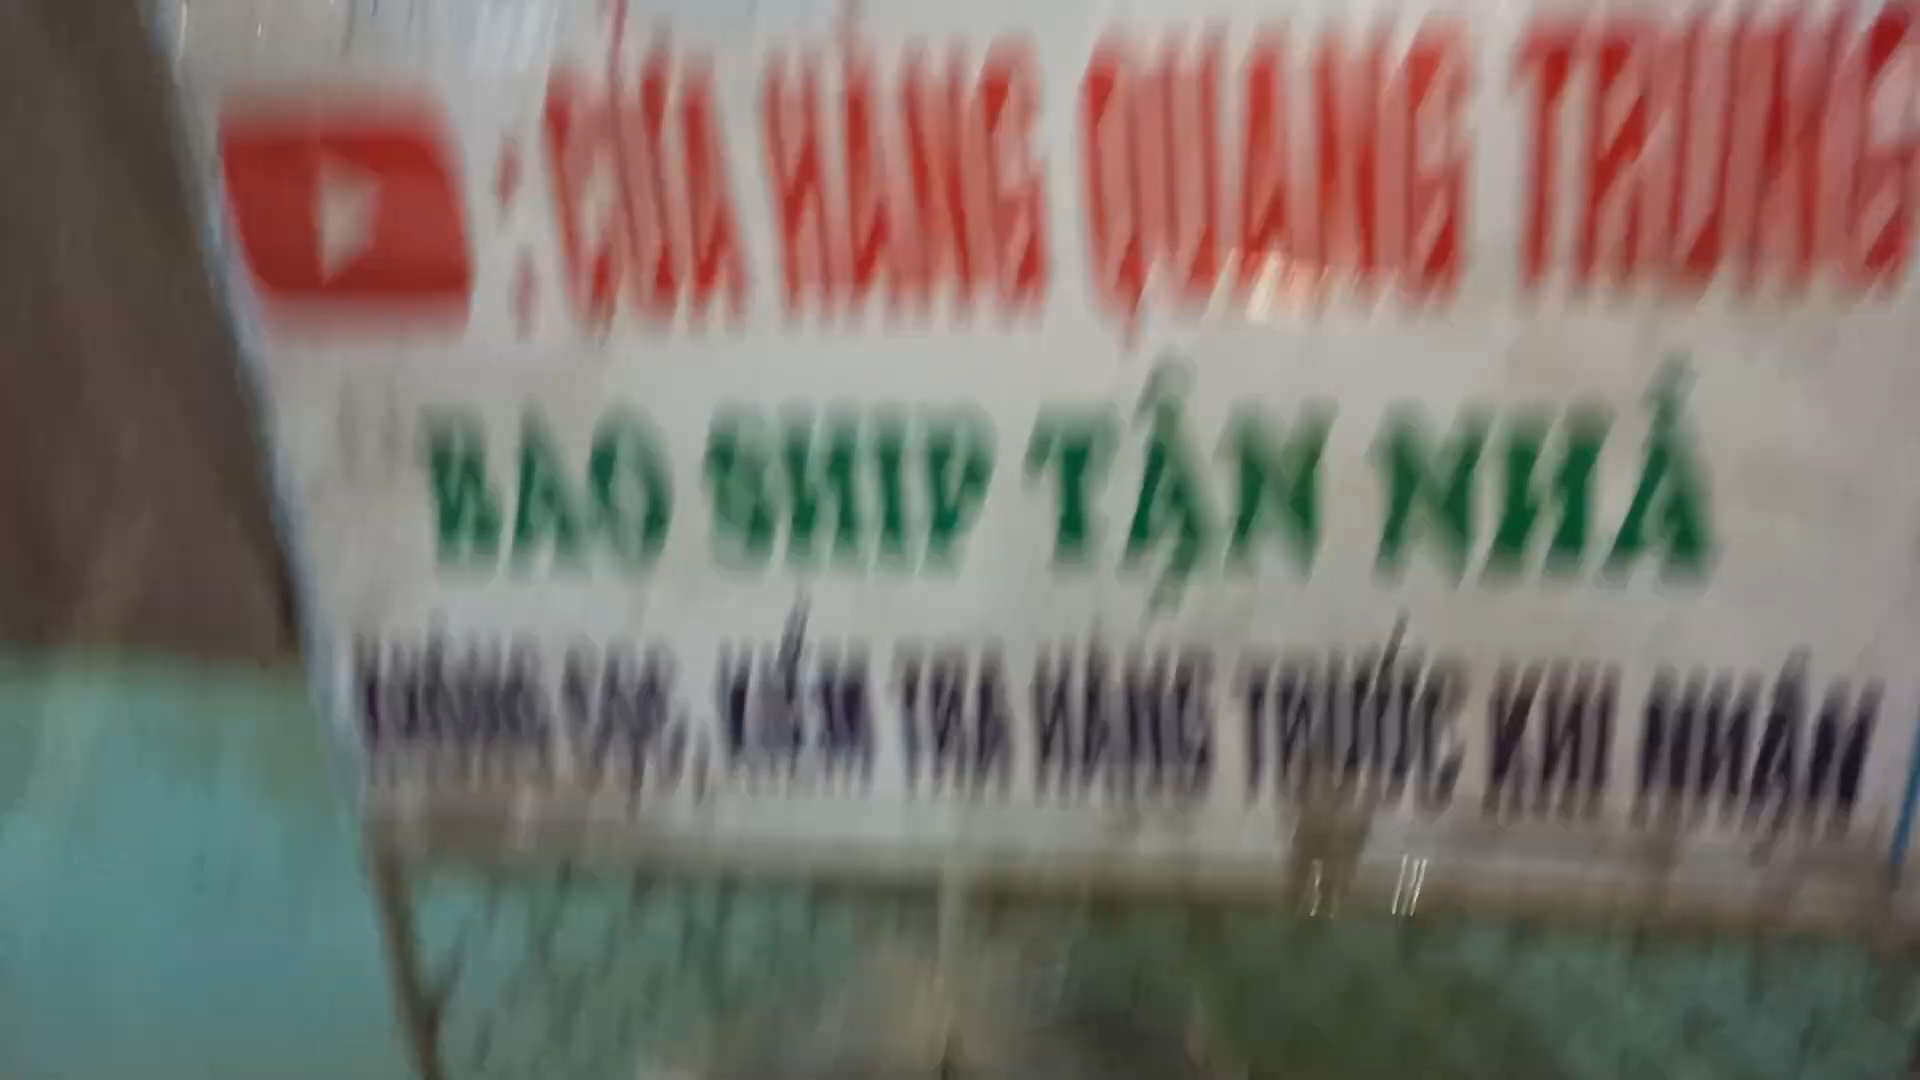 : CỬA HÀNG QUANG TRUNG
BAO SHIP TẬN NHÀ
KIỂM TRA HÀNG TRƯỚC KHI NHẬN